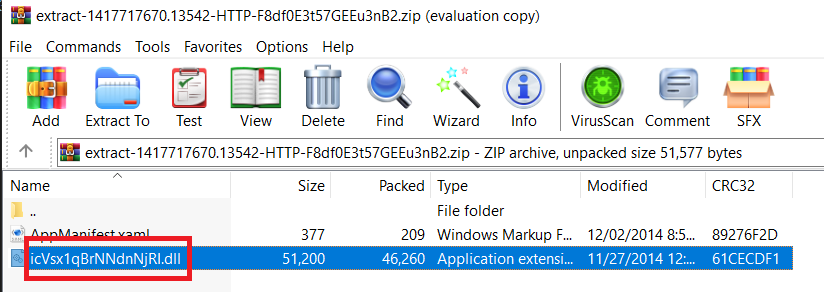 extract-1417717670.13542-HTTP-F8df0E3t57GEEu3nB2.zip (evaluation copy)
File Commands Tools Favorites Options Help
Add Extract To Test View Delete Find Wizard Info VirusScan Comment SFX
extract-1417717670.13542-HTTP-F8df0E3t57GEEu3nB2.zip - ZIP archive, unpacked size 51,577 bytes
Name Size Packed Type Modified CRC32
.. File folder
AppManifest.xaml 377 209 Windows Markup F... 12/02/2014 8:5... 89276F2D
icVsx1qBrNNdnNjRI.dll 51,200 46,260 Application extensi... 11/27/2014 12:... 61CECDF1